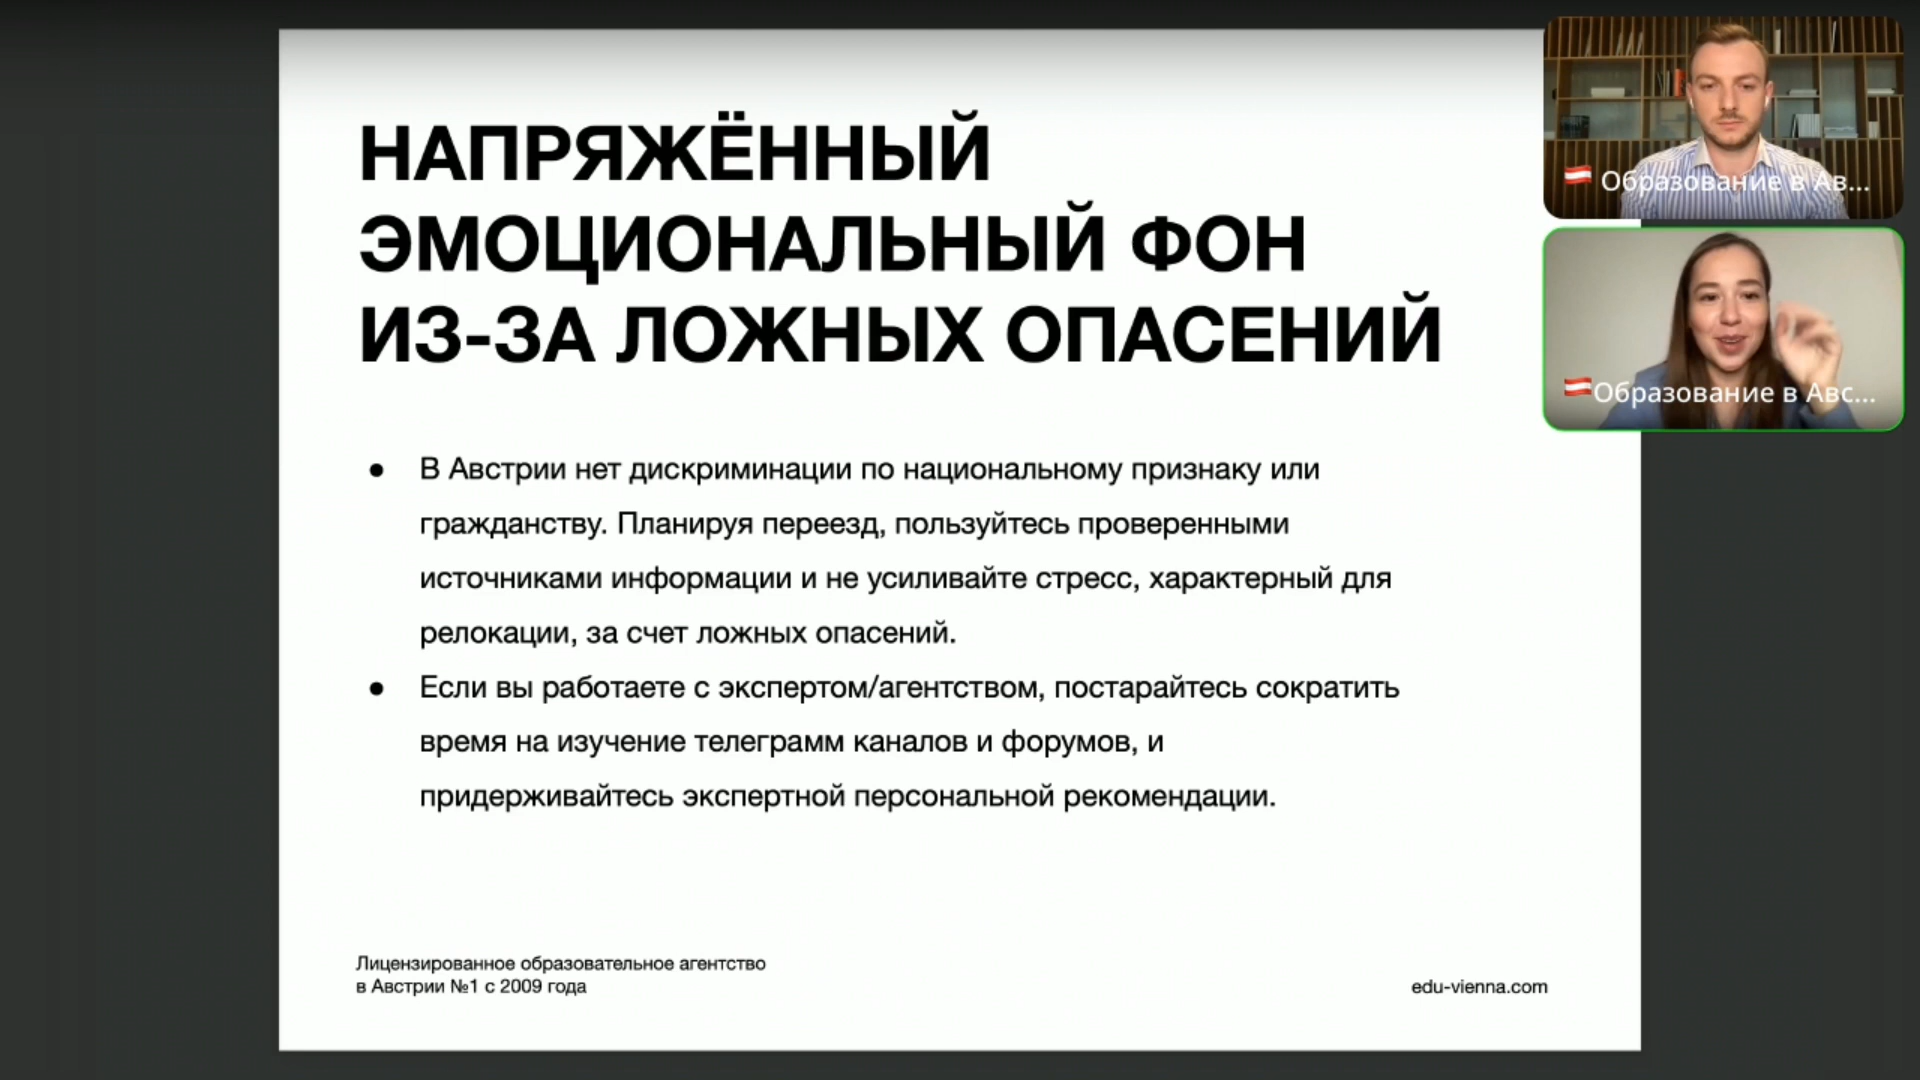 НАПРЯЖЁННЫЙ
ЭМОЦИОНАЛЬНЫЙ ФОН
ИЗ-ЗА ЛОЖНЫХ ОПАСЕНИЙ
● В Австрии нет дискриминации по национальному признаку или
гражданству. Планируя переезд, пользуйтесь проверенными
источниками информации и не усиливайте стресс, характерный для
релокации, за счет ложных опасений.
● Если вы работаете с экспертом/агентством, постарайтесь сократить
время на изучение телеграмм каналов и форумов, и
придерживайтесь экспертной персональной рекомендации.
Лицензированное образовательное агентство
в Австрии №1 с 2009 года
edu-vienna.com
Образование в Ав...
Образование в Авс...